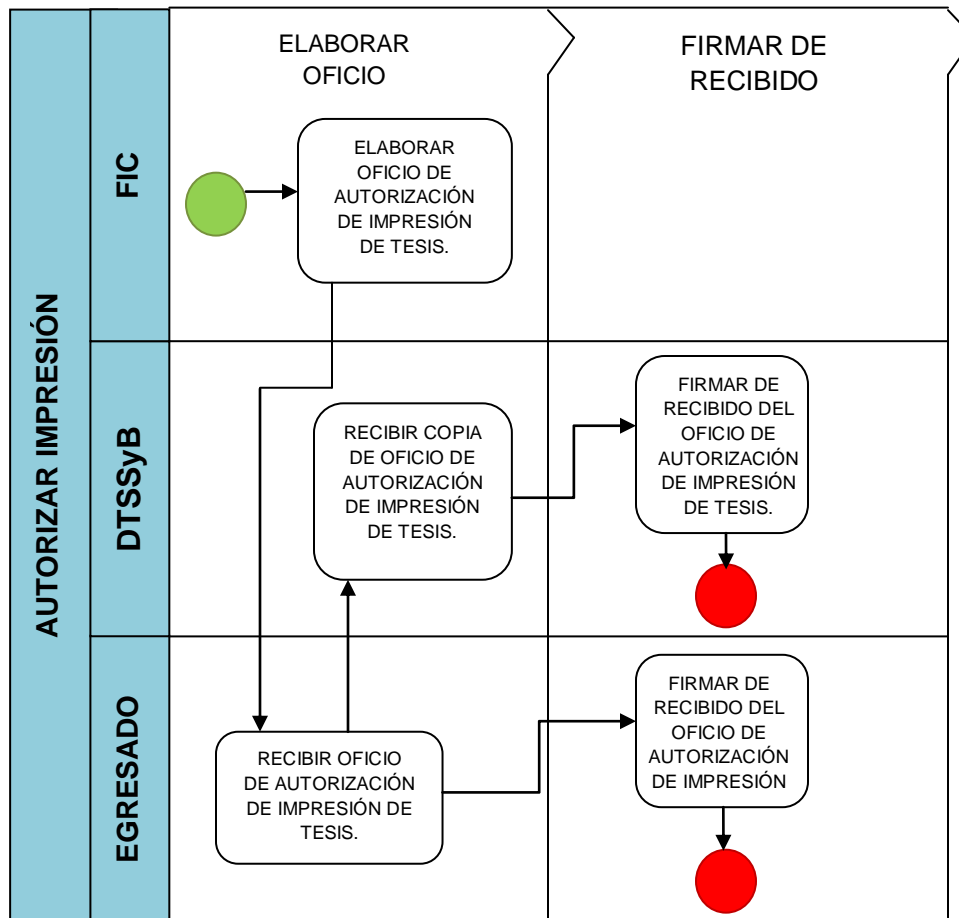 AUTORIZAR IMPRESIÓN
ELABORAR
OFICIO
FIRMAR DE
RECIBIDO
FIC
ELABORAR
OFICIO DE
AUTORIZACIÓN
DE IMPRESIÓN
DE TESIS.
DTSSyB
RECIBIR COPIA
DE OFICIO DE
AUTORIZACIÓN
DE IMPRESIÓN
DE TESIS.
FIRMAR DE
RECIBIDO DEL
OFICIO DE
AUTORIZACIÓN
DE IMPRESIÓN
DE TESIS.
EGRESADO
RECIBIR OFICIO
DE AUTORIZACIÓN
DE IMPRESIÓN DE
TESIS.
FIRMAR DE
RECIBIDO DEL
OFICIO DE
AUTORIZACIÓN
DE IMPRESIÓN